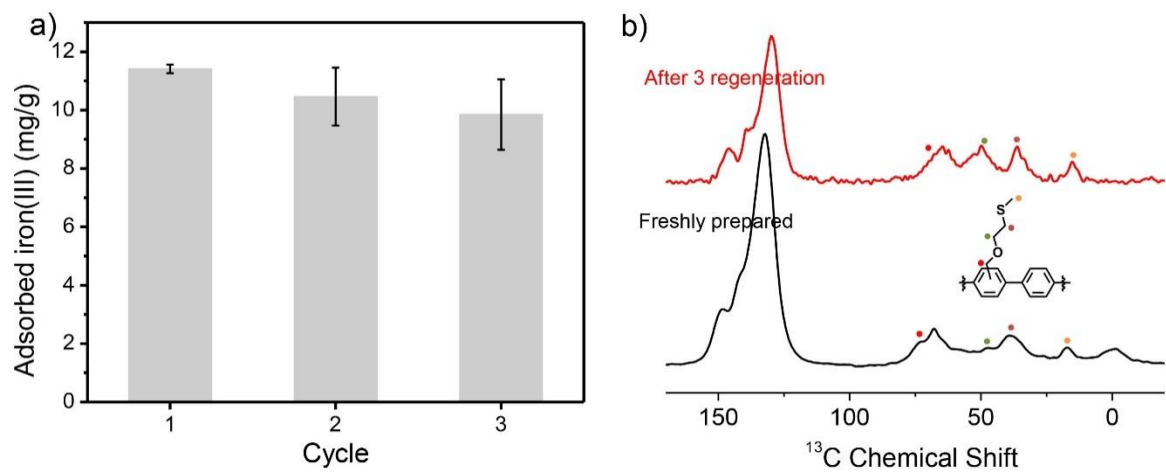 a)
Adsorbed iron(III) (mg/g)
12
10
8
6
4
2
0
1 2 3
Cycle
b)
After 3 regeneration
Freshly prepared
S
O
150 100 50 0
¹³C Chemical Shift